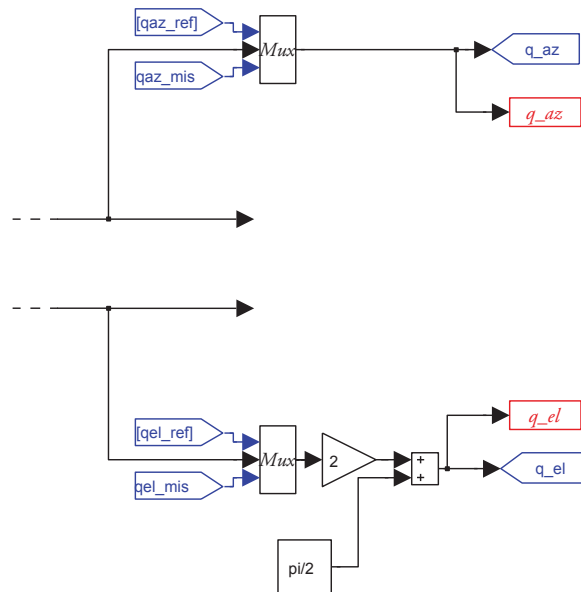 [qaz_ref]
Mux
q_az
qaz_mis
q_az
[qel_ref]
q_el
Mux
2
+
+
q_el
qel_mis
pi/2